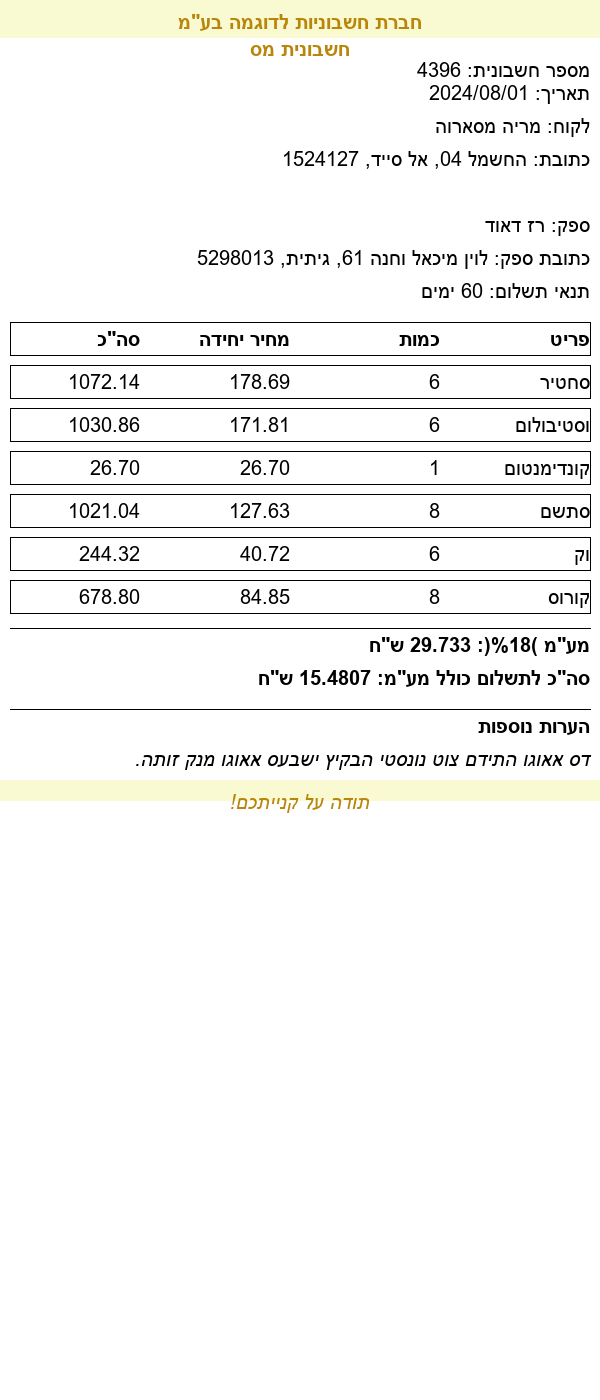 חברת חשבוניות לדוגמה בע"מ
חשבונית מס
מספר חשבונית: 4396
תאריך: 2024/08/01
לקוח: מריה מסארוה
כתובת: החשמל 04, אל סייד, 1524127
ספק: רז דאוד
כתובת ספק: לוין מיכאל וחנה 61, גיתית, 5298013
תנאי תשלום: 60 ימים
פריט כמות מחיר יחידה סה"כ
סחטיר 6 178.69 1072.14
וסטיבולום 6 171.81 1030.86
קונדימנטום 1 26.70 26.70
סתשם 8 127.63 1021.04
וק 6 40.72 244.32
קורוס 8 84.85 678.80
מע"מ )18%(: 29.733 ש"ח
סה"כ לתשלום כולל מע"מ: 15.4807 ש"ח
הערות נוספות
דס אאוגו התידם צוט נונסטי הבקיץ ישבעס אאוגו מנק זותה.
תודה על קנייתכם!